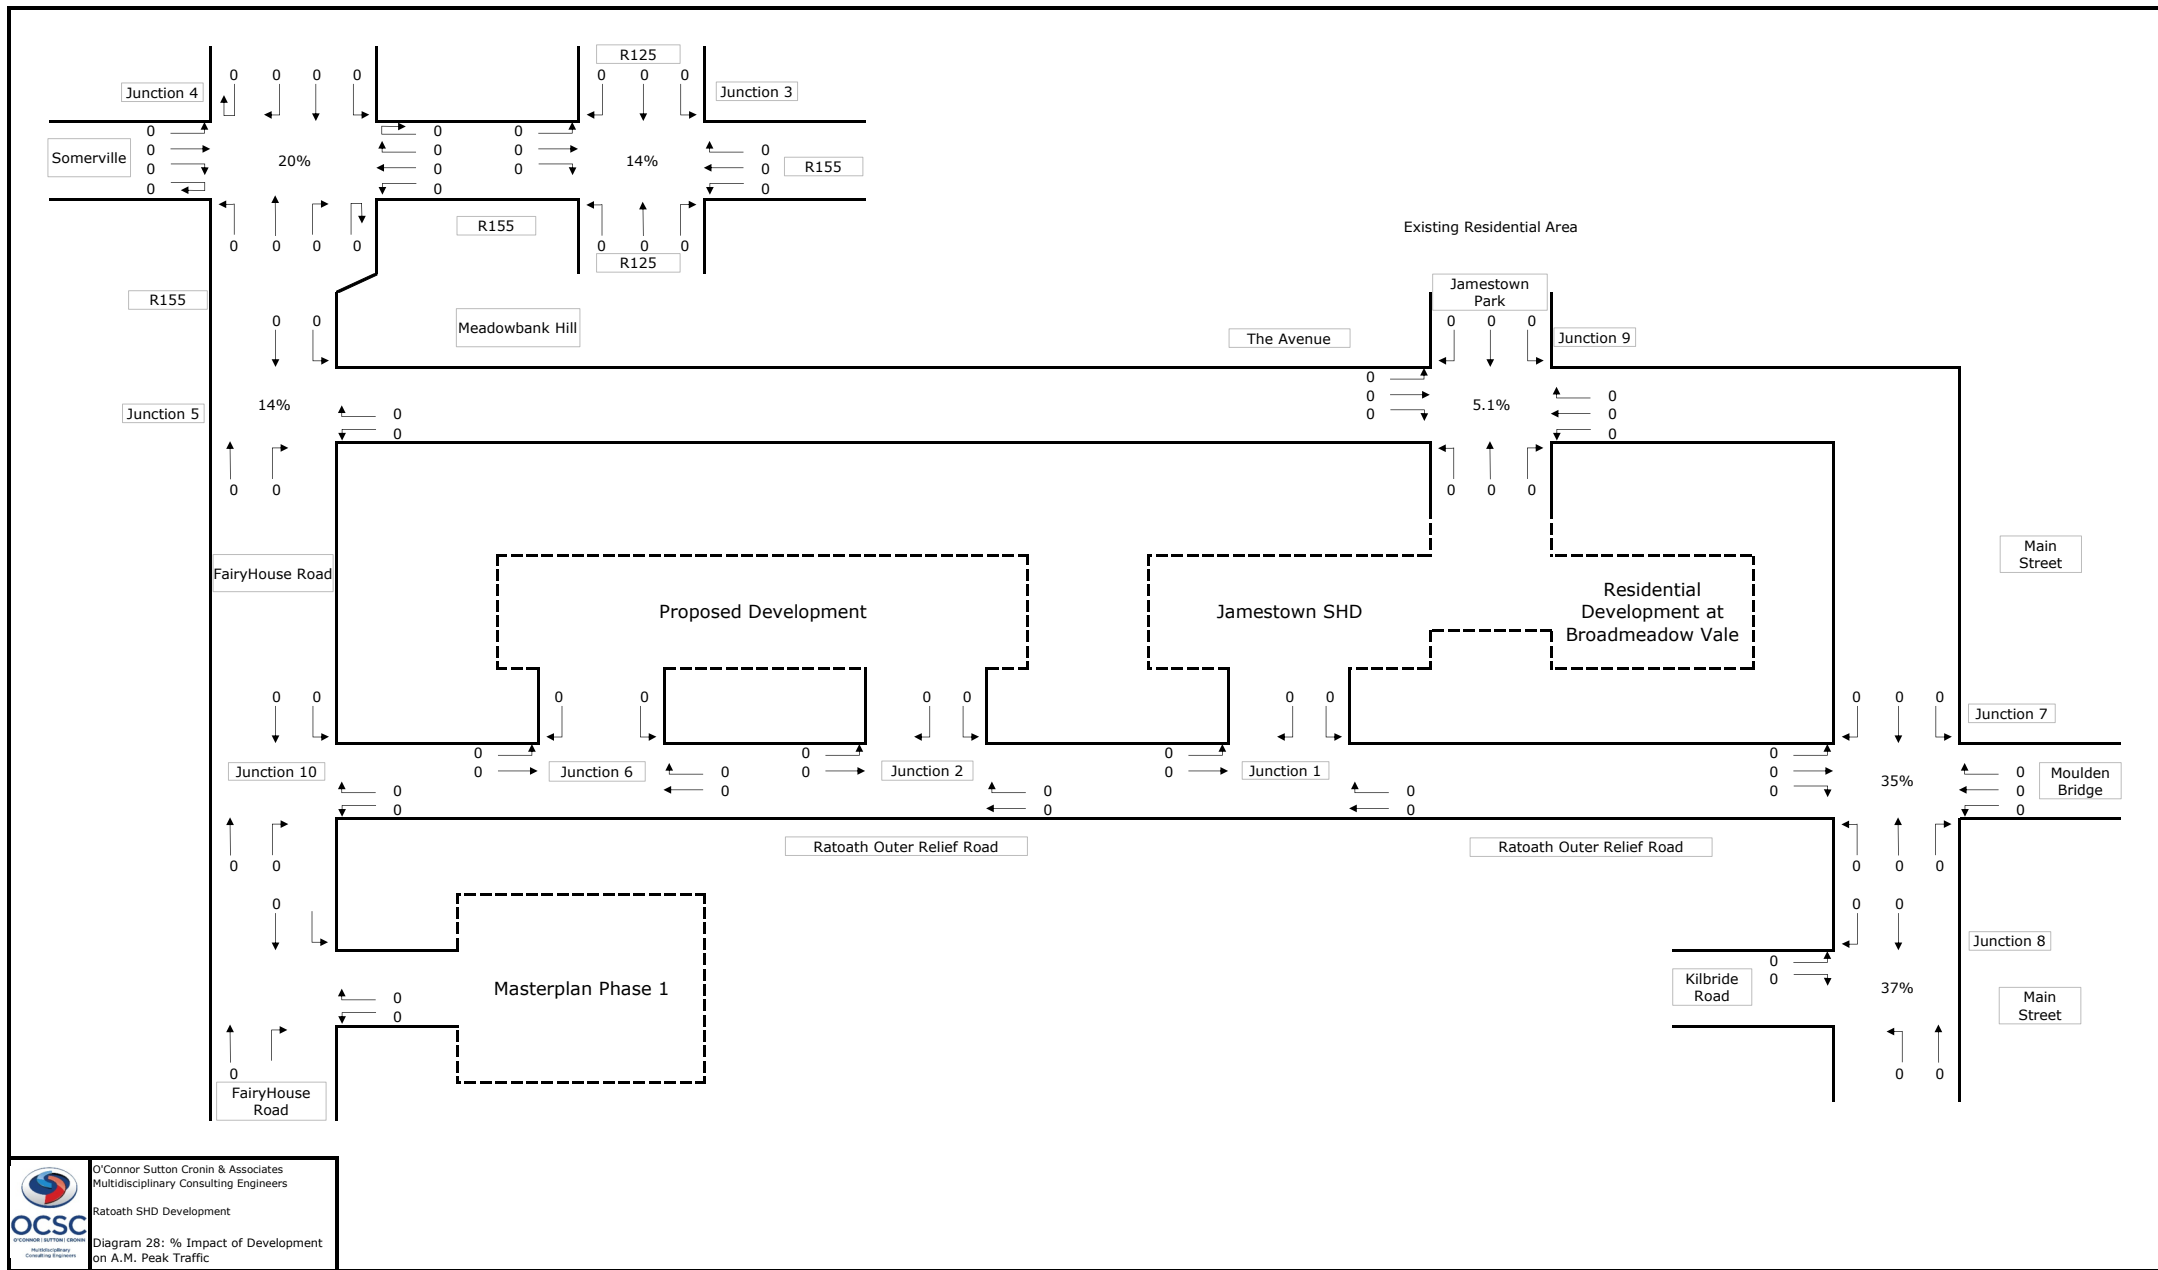 R125
0 0 0 0
0 0 0
Junction 4
Junction 3
0
0
0
0
Somerville
20%
0
0
0
0
0
0
0
14%
0
0
0
R155
0 0 0 0
R155
0 0 0
R125
Existing Residential Area
R155
Jamestown
Park
0 0
Meadowbank Hill
The Avenue
0 0 0
Junction 9
Junction 5
14%
0
0
0
0
0
5.1%
0
0
0
0 0
0 0 0
FairyHouse Road
Main
Street
Proposed Development
Jamestown SHD
Residential
Development at
Broadmeadow Vale
0 0
0 0
0 0
0 0
0 0 0
Junction 7
Junction 10
0
0
Junction 6
0
0
0
0
Junction 2
0
0
Junction 1
0
0
0
0
0
0
0
0
0
35%
0
0
0
Moulden
Bridge
Ratoath Outer Relief Road
Ratoath Outer Relief Road
0 0
0 0 0
0
0 0
Junction 8
Masterplan Phase 1
0
0
Kilbride
Road
0
0
37%
Main
Street
0
0 0
FairyHouse
Road
O'Connor Sutton Cronin & Associates
Multidisciplinary Consulting Engineers
Ratoath SHD Development
Diagram 28: % Impact of Development
on A.M. Peak Traffic
OCSC
O'CONNOR | SUTTON | CRONIN
Multidisciplinary
Consulting Engineers